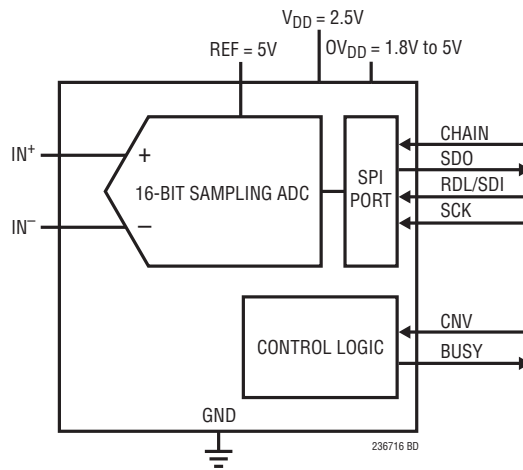 V_DD = 2.5V
REF = 5V
OV_DD = 1.8V to 5V
IN⁺
+
16-BIT SAMPLING ADC
IN⁻
−
SPI
PORT
CHAIN
SDO
RDL/SDI
SCK
CONTROL LOGIC
CNV
BUSY
GND
236716 BD